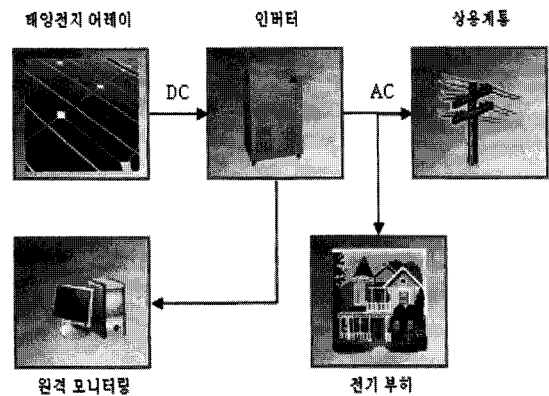 태양전지 어레이
인버터
상용계통
DC
AC
원격 모니터링
전기 부하